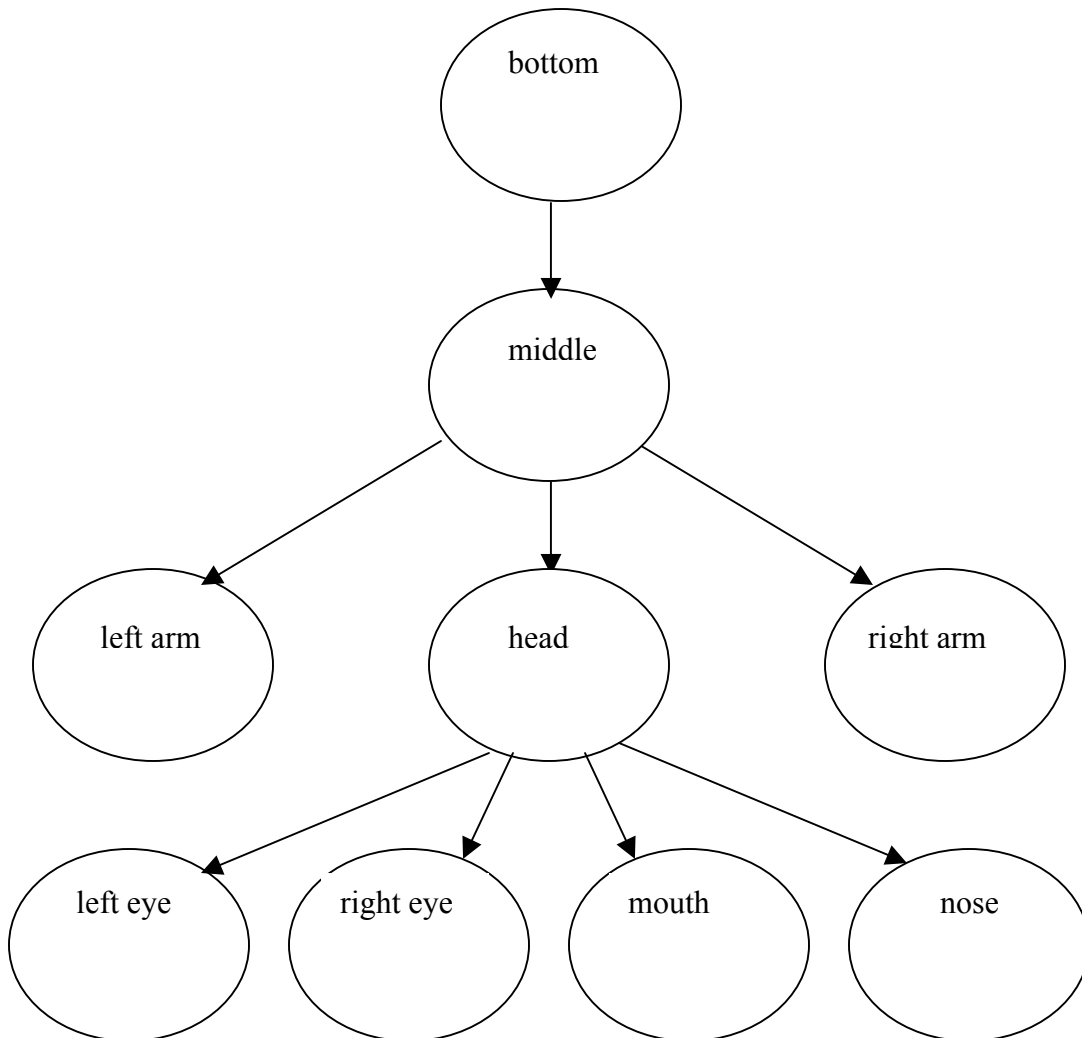 bottom
middle
left arm
head
right arm
left eye
right eye
mouth
nose